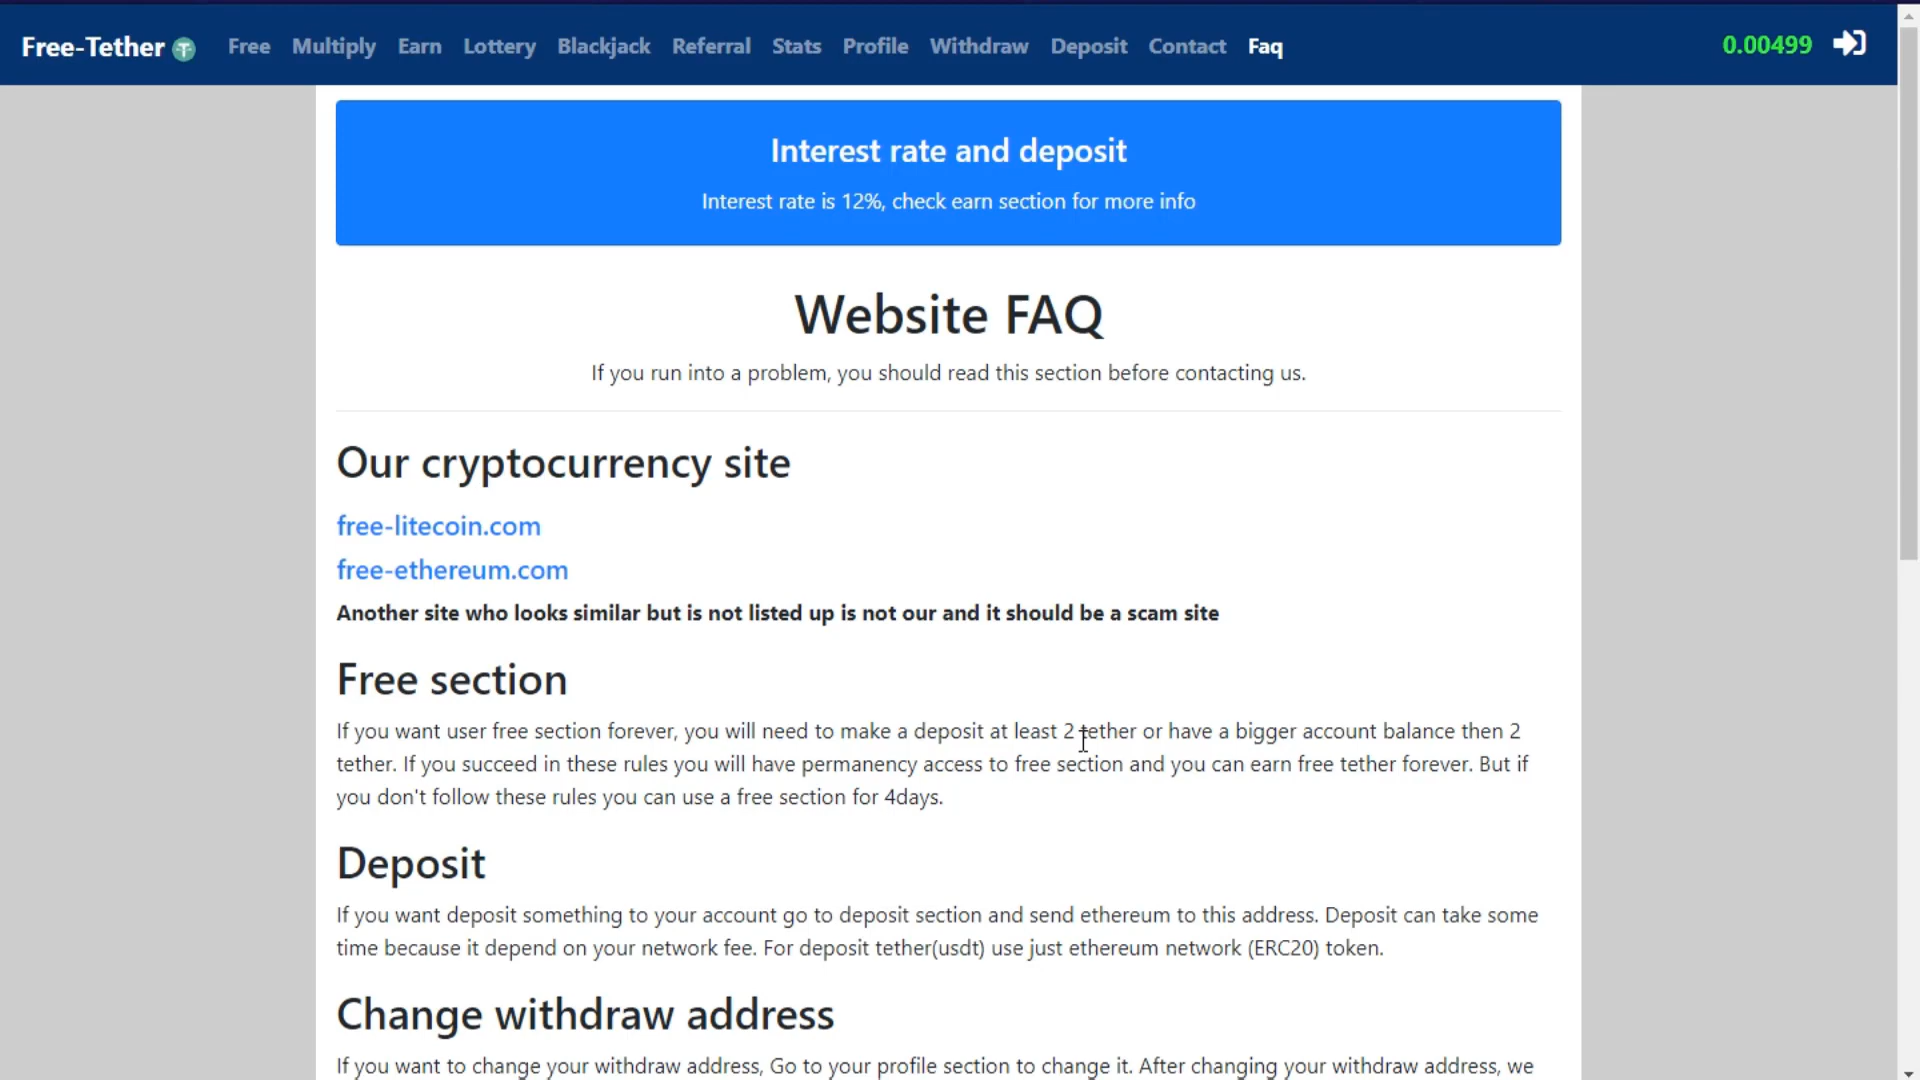 Free-Tether Free Multiply Earn Lottery Blackjack Referral Stats Profile Withdraw Deposit Contact Faq 0.00499
Interest rate and deposit
Interest rate is 12%, check earn section for more info
Website FAQ
If you run into a problem, you should read this section before contacting us.
Our cryptocurrency site
free-litecoin.com
free-ethereum.com
Another site who looks similar but is not listed up is not our and it should be a scam site
Free section
If you want user free section forever, you will need to make a deposit at least 2 tether or have a bigger account balance then 2
tether. If you succeed in these rules you will have permanency access to free section and you can earn free tether forever. But if
you don't follow these rules you can use a free section for 4days.
Deposit
If you want deposit something to your account go to deposit section and send ethereum to this address. Deposit can take some
time because it depend on your network fee. For deposit tether(usdt) use just ethereum network (ERC20) token.
Change withdraw address
If you want to change your withdraw address, Go to your profile section to change it. After changing your withdraw address, we